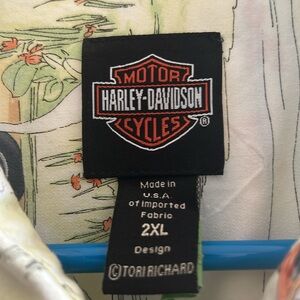 MOTOR
HARLEY-DAVIDSON
CYCLES®
Made in
U.S.A.
of Imported
Fabric
2XL
Design
©TORI RICHARD